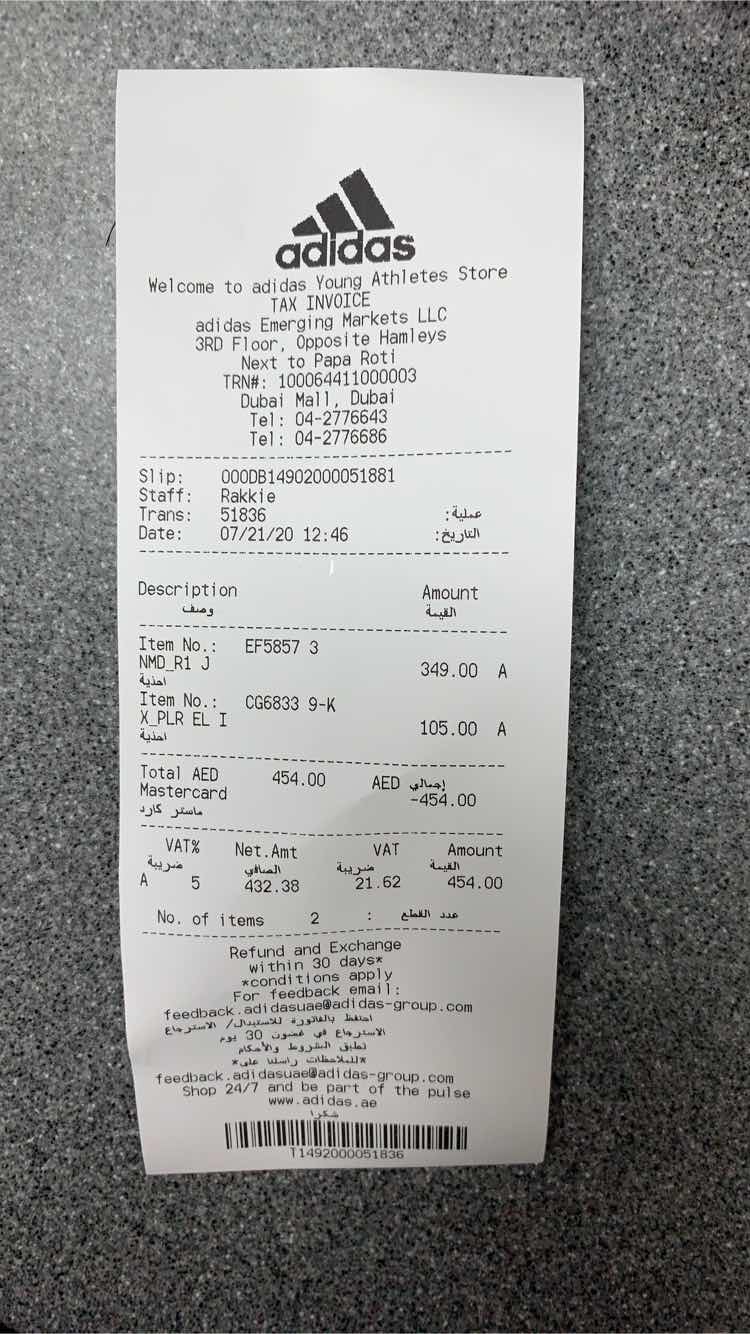 adidas
Welcome to adidas Young Athletes Store
TAX INVOICE
adidas Emerging Markets LLC
3RD Floor, Opposite Hamleys
Next to Papa Roti
TRN#: 100064411000003
Dubai Mall, Dubai
Tel: 04-2776643
Tel: 04-2776686
Slip: 000DB14902000051881
Staff: Rakkie
Trans: 51836 عملية:
Date: 07/21/20 12:46 التاريخ:
Description Amount
وصف القيمة
Item No.: EF5857 3
NMD_R1 J 349.00 A
احذية
Item No.: CG6833 9-K
X_PLR EL I 105.00 A
احذية
Total AED 454.00 AED إجمالي
Mastercard -454.00
ماستر كارد
VAT% Net.Amt VAT Amount
ضريبة الصافي ضريبة القيمة
A 5 432.38 21.62 454.00
No. of items 2 : عدد القطع
Refund and Exchange
within 30 days*
*conditions apply
For feedback email:
feedback.adidasuae@adidas-group.com
احتفظ بالفاتورة للاستبدال/ الاسترجاع
الاسترجاع في غضون 30 يوم
تطبق الشروط والأحكام
*للملاحظات راسلنا على*
feedback.adidasuae@adidas-group.com
Shop 24/7 and be part of the pulse
www.adidas.ae
شكرا
T1492000051836